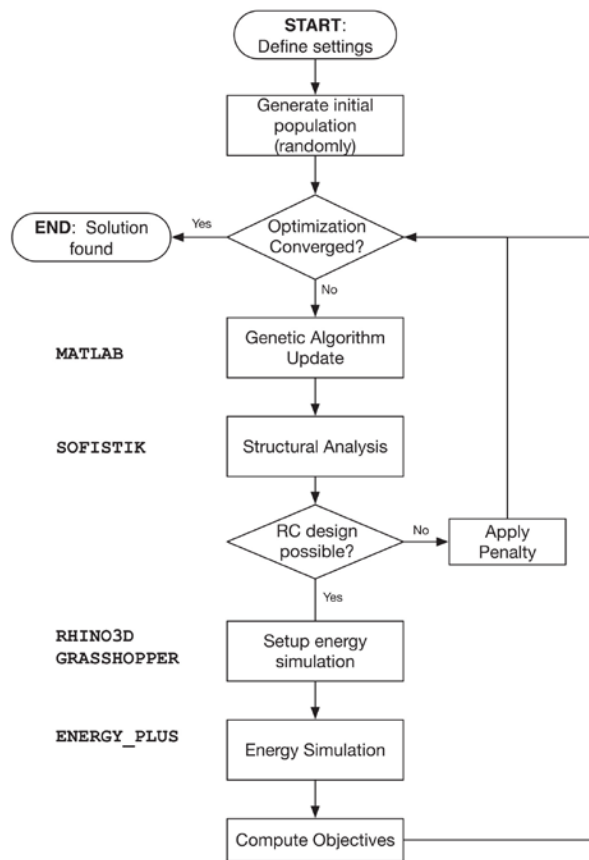 START:
Define settings
Generate initial
population
(randomly)
Optimization
Converged?
Yes
END: Solution
found
No
MATLAB
Genetic Algorithm
Update
SOFISTIK
Structural Analysis
RC design
possible?
No
Apply
Penalty
Yes
RHINO3D
GRASSHOPPER
Setup energy
simulation
ENERGY_PLUS
Energy Simulation
Compute Objectives